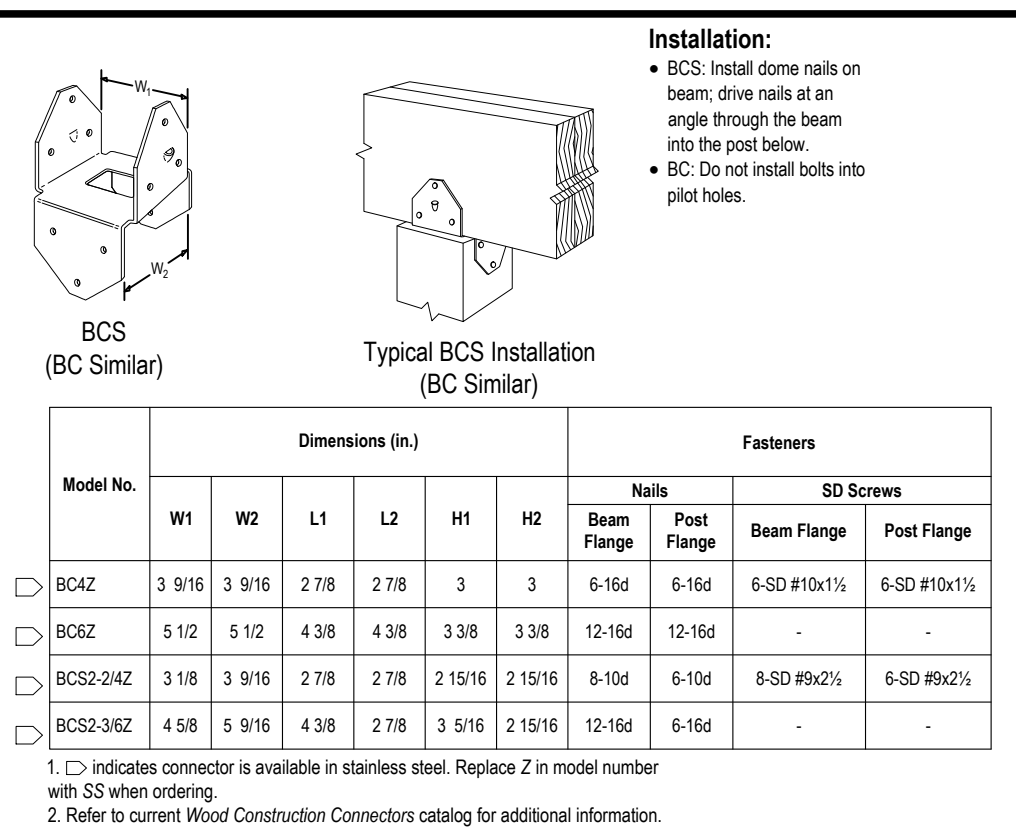 Installation:
• BCS: Install dome nails on
beam; drive nails at an
angle through the beam
into the post below.
• BC: Do not install bolts into
pilot holes.
W1
W2
BCS
(BC Similar)
Typical BCS Installation
(BC Similar)
Model No. Dimensions (in.) Fasteners
W1 W2 L1 L2 H1 H2 Nails SD Screws
Beam Flange Post Flange Beam Flange Post Flange
BC4Z 3 9/16 3 9/16 2 7/8 2 7/8 3 3 6-16d 6-16d 6-SD #10x1½ 6-SD #10x1½
BC6Z 5 1/2 5 1/2 4 3/8 4 3/8 3 3/8 3 3/8 12-16d 12-16d - -
BCS2-2/4Z 3 1/8 3 9/16 2 7/8 2 7/8 2 15/16 2 15/16 8-10d 6-10d 8-SD #9x2½ 6-SD #9x2½
BCS2-3/6Z 4 5/8 5 9/16 4 3/8 2 7/8 3 5/16 2 15/16 12-16d 6-16d - -
1. indicates connector is available in stainless steel. Replace Z in model number
with SS when ordering.
2. Refer to current Wood Construction Connectors catalog for additional information.